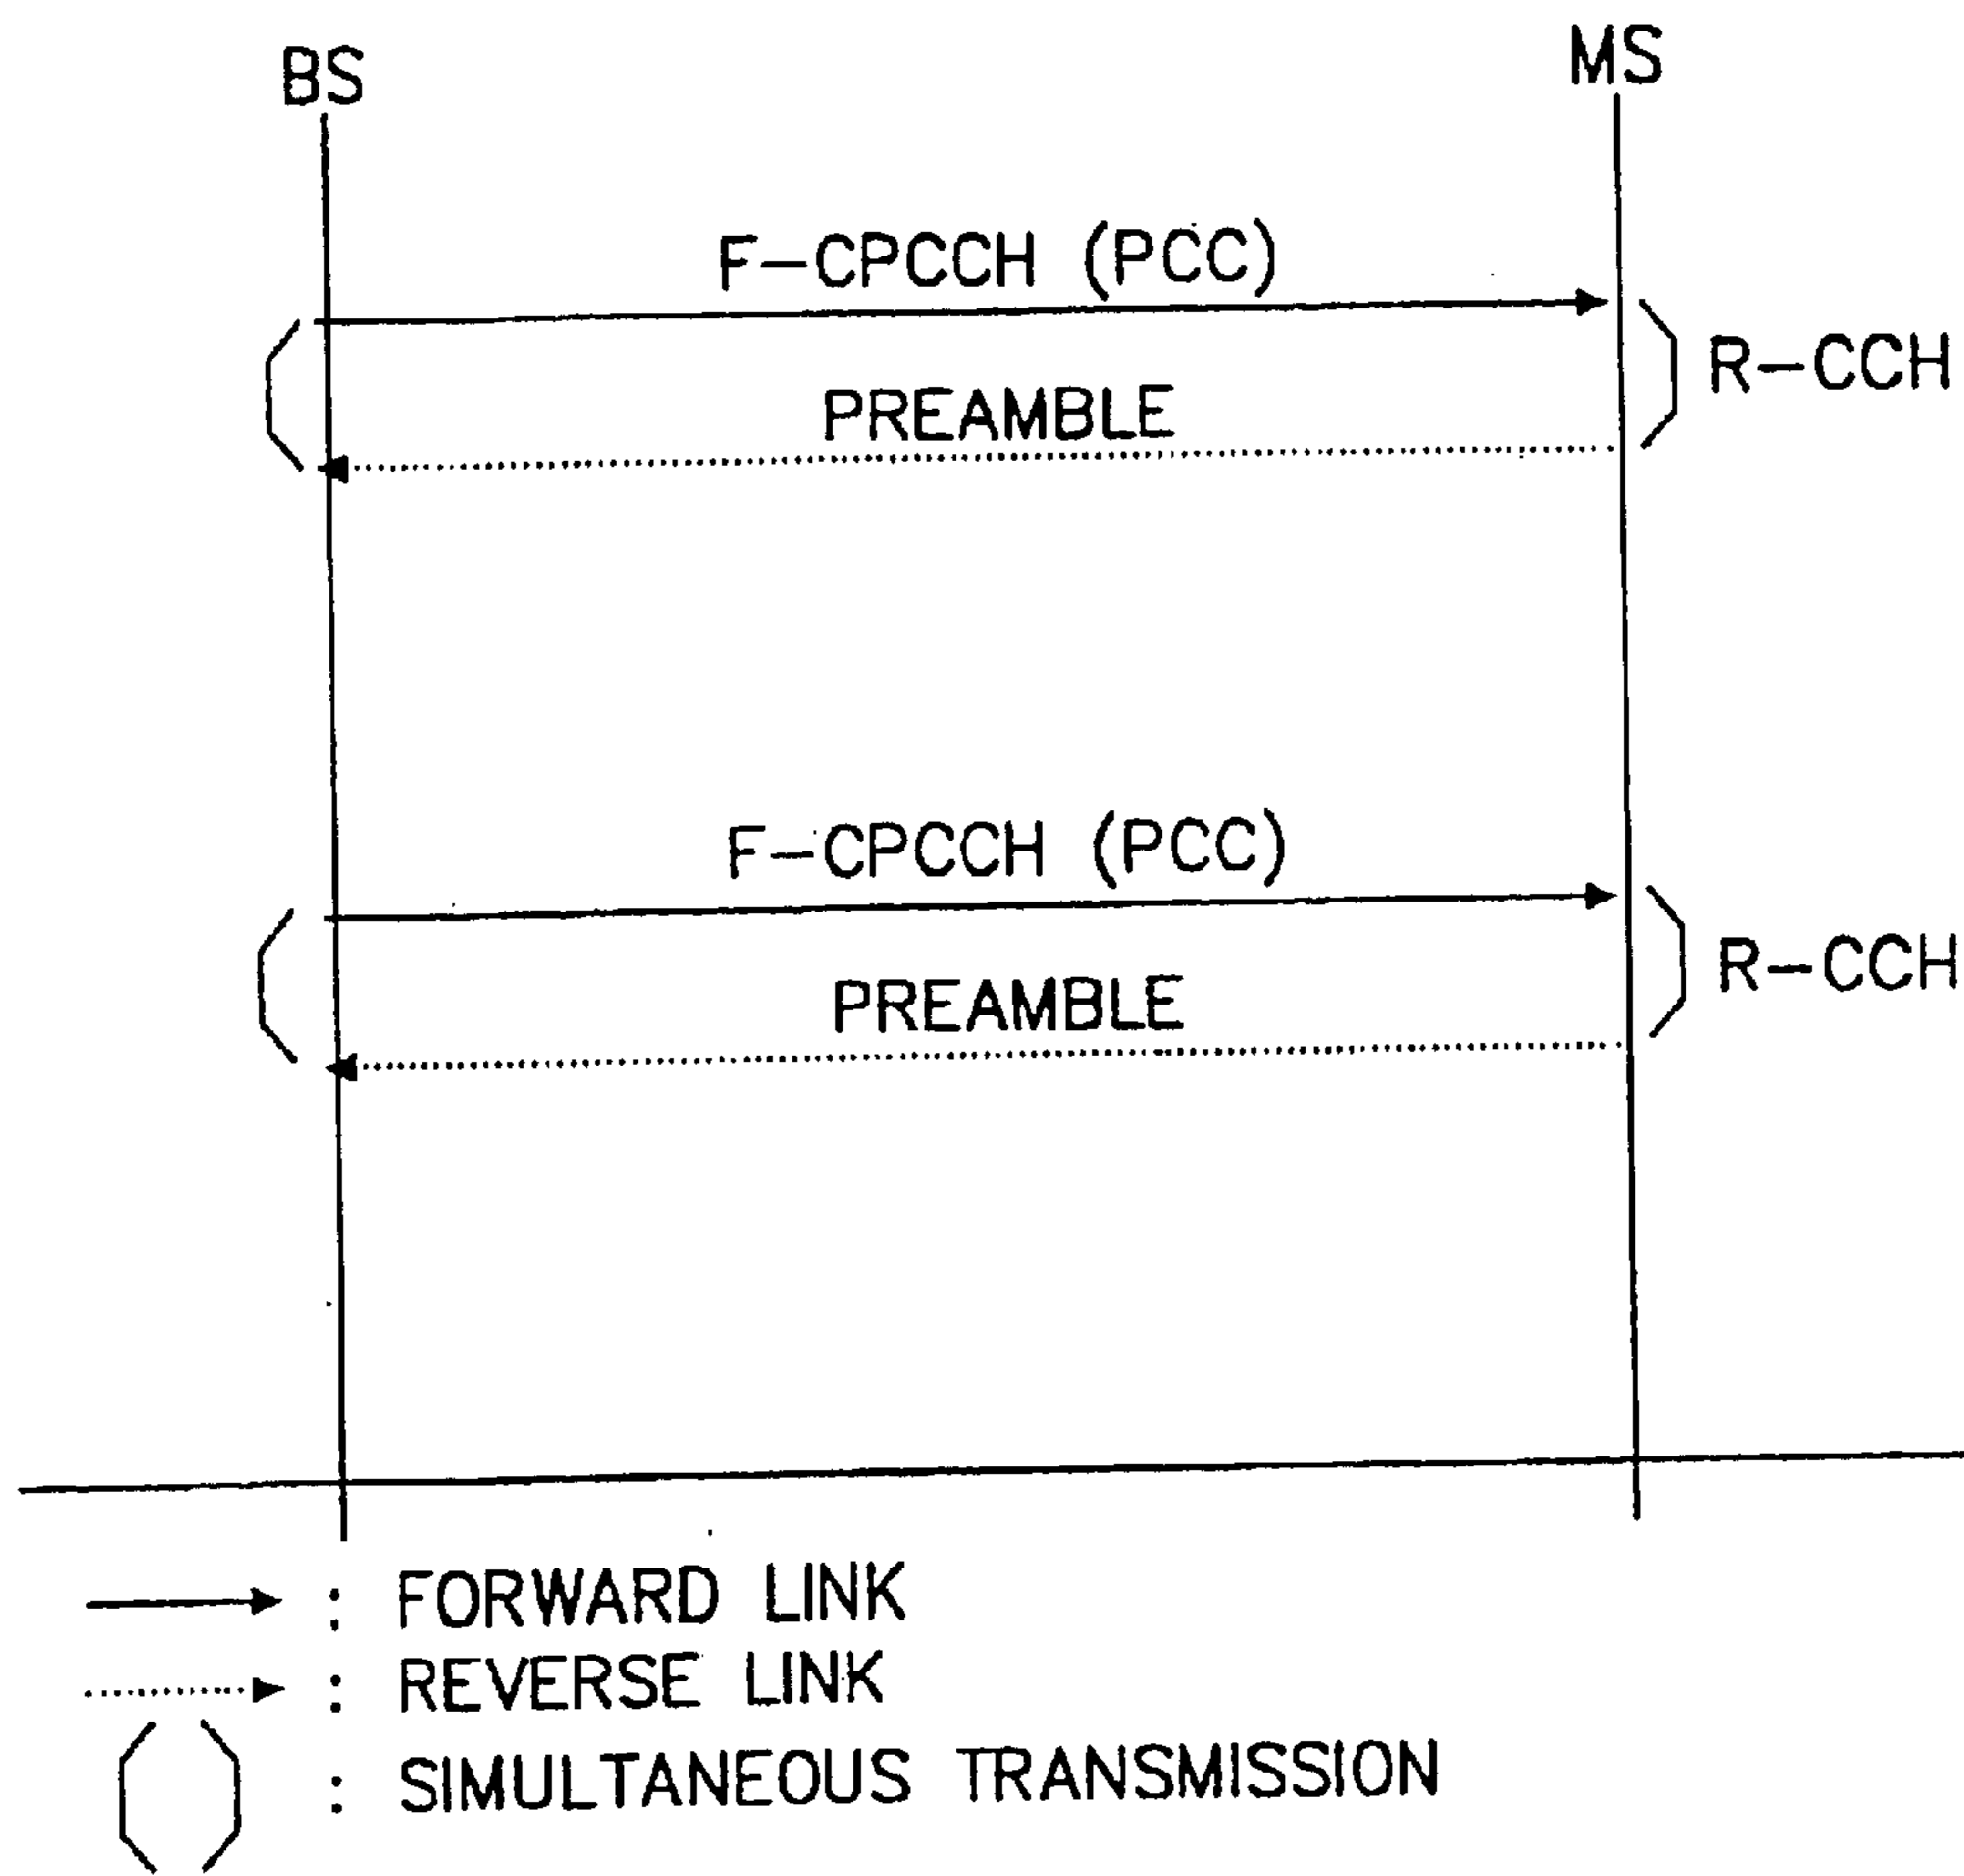 BS
MS
F-CPCCH (PCC)
R-CCH
PREAMBLE
F-CPCCH (PCC)
R-CCH
PREAMBLE
: FORWARD LINK
: REVERSE LINK
: SIMULTANEOUS TRANSMISSION